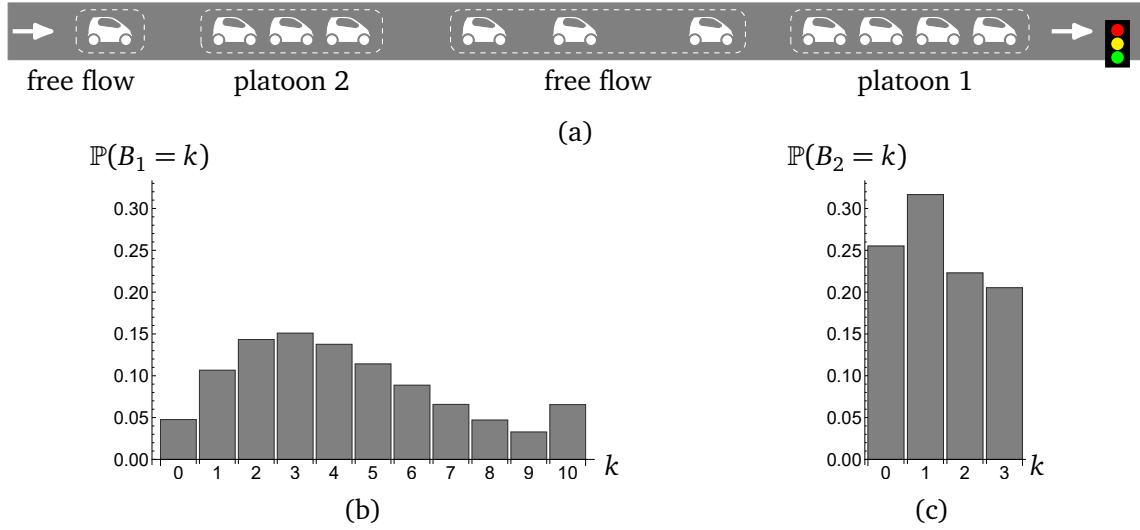 free flow platoon 2 free flow platoon 1
(a)
ℙ(B₁ = k)
0.30
0.25
0.20
0.15
0.10
0.05
0.00
0 1 2 3 4 5 6 7 8 9 10 k
(b)
ℙ(B₂ = k)
0.30
0.25
0.20
0.15
0.10
0.05
0.00
0 1 2 3 k
(c)